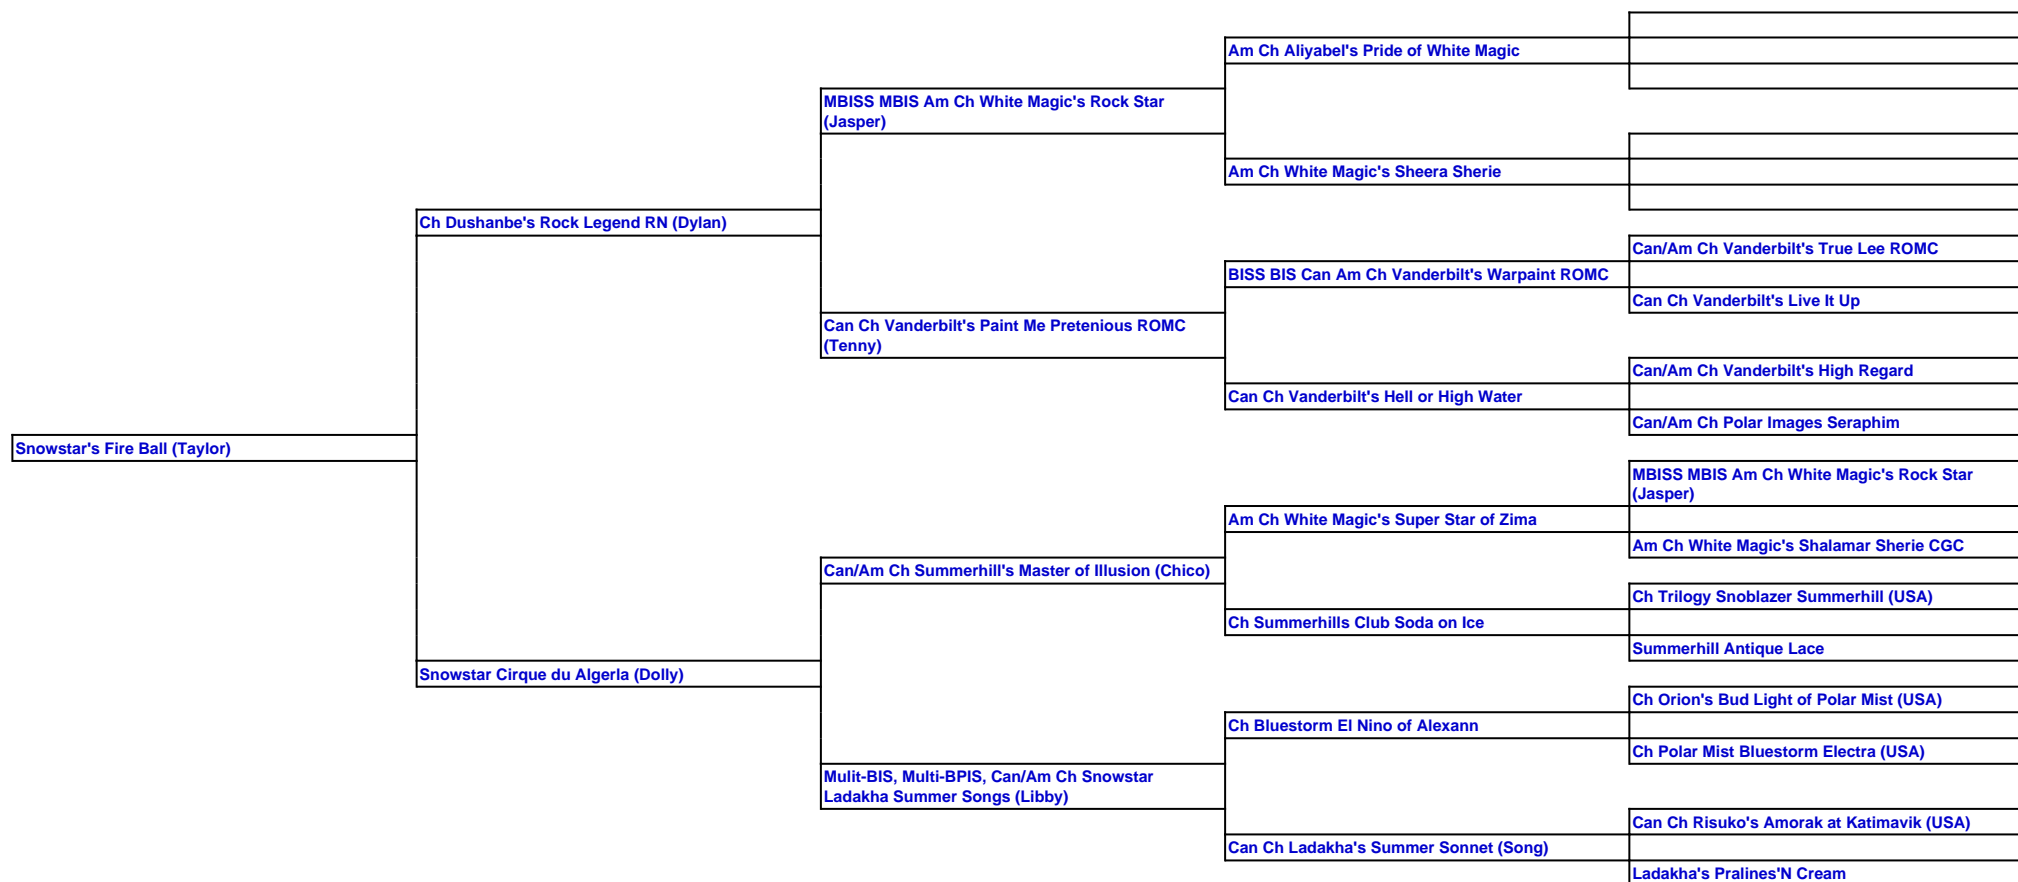 Am Ch Aliyabel's Pride of White Magic
MBISS MBIS Am Ch White Magic's Rock Star
(Jasper)
Am Ch White Magic's Sheera Sherie
Ch Dushanbe's Rock Legend RN (Dylan)
Can/Am Ch Vanderbilt's True Lee ROMC
BISS BIS Can Am Ch Vanderbilt's Warpaint ROMC
Can Ch Vanderbilt's Live It Up
Can Ch Vanderbilt's Paint Me Pretenious ROMC
(Tenny)
Can/Am Ch Vanderbilt's High Regard
Can Ch Vanderbilt's Hell or High Water
Can/Am Ch Polar Images Seraphim
Snowstar's Fire Ball (Taylor)
MBISS MBIS Am Ch White Magic's Rock Star
(Jasper)
Am Ch White Magic's Super Star of Zima
Am Ch White Magic's Shalamar Sherie CGC
Can/Am Ch Summerhill's Master of Illusion (Chico)
Ch Trilogy Snoblazer Summerhill (USA)
Ch Summerhills Club Soda on Ice
Summerhill Antique Lace
Snowstar Cirque du Algerla (Dolly)
Ch Orion's Bud Light of Polar Mist (USA)
Ch Bluestorm El Nino of Alexann
Ch Polar Mist Bluestorm Electra (USA)
Mulit-BIS, Multi-BPIS, Can/Am Ch Snowstar
Ladakha Summer Songs (Libby)
Can Ch Risuko's Amorak at Katimavik (USA)
Can Ch Ladakha's Summer Sonnet (Song)
Ladakha's Pralines'N Cream